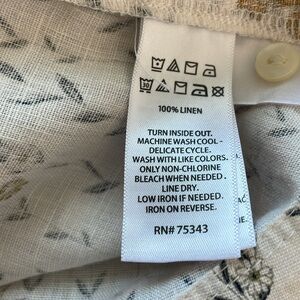 100% LINEN
TURN INSIDE OUT.
MACHINE WASH COOL -
DELICATE CYCLE.
WASH WITH LIKE COLORS.
ONLY NON-CHLORINE
BLEACH WHEN NEEDED.
LINE DRY.
LOW IRON IF NEEDED.
IRON ON REVERSE.
RN# 75343